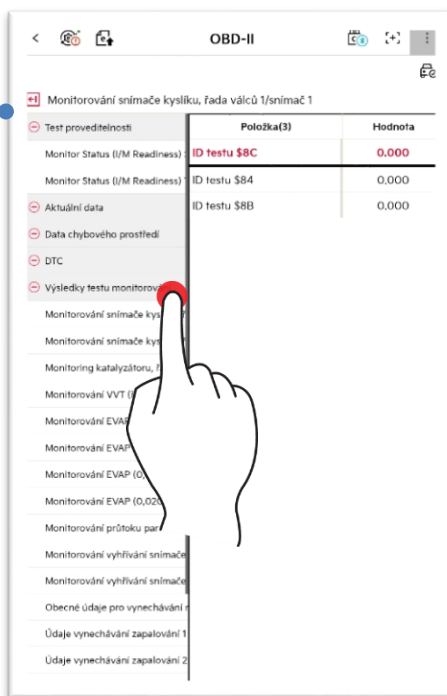 OBD-II
Monitorování snímače kyslíku, řada válců 1/snímač 1
Test proveditelnosti
Položka(3)
Hodnota
Monitor Status (I/M Readiness)
ID testu $8C
0.000
Monitor Status (I/M Readiness)
ID testu $84
0,000
Aktuální data
ID testu $8B
0,000
Data chybového prostředí
DTC
Výsledky testu
Monitorování snímače
Monitorování snímače
Monitoring katalyzátoru,
Monitorování VVT
Monitorování EVAP
Monitorování EVAP
Monitorování EVAP (0,
Monitorování EVAP (0,020
Monitorování průtoku
Monitorování vyhřívání snímače
Monitorování vyhřívání snímače
Obecné údaje pro vynechávání
Údaje vynechávání zapalování 1
Údaje vynechávání zapalování 2